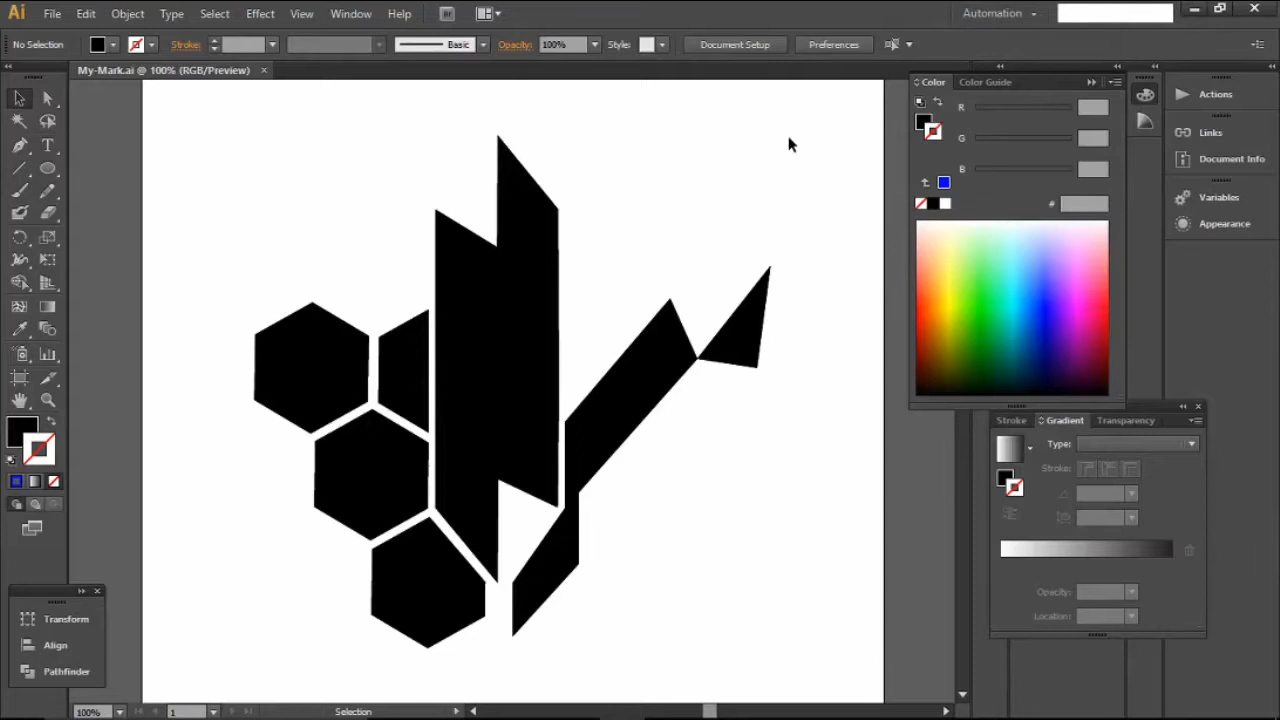 Ai File Edit Object Type Select Effect View Window Help Br Automation
No Selection Stroke: Basic Opacity: 100% Style: Document Setup Preferences
My-Mark.ai @ 100% (RGB/Preview) ×
Color Color Guide
R
G
B
#
Actions
Links
Document Info
Variables
Appearance
Stroke Gradient Transparency
Type:
Stroke:
Opacity:
Location:
Transform
Align
Pathfinder
100% 1 Selection